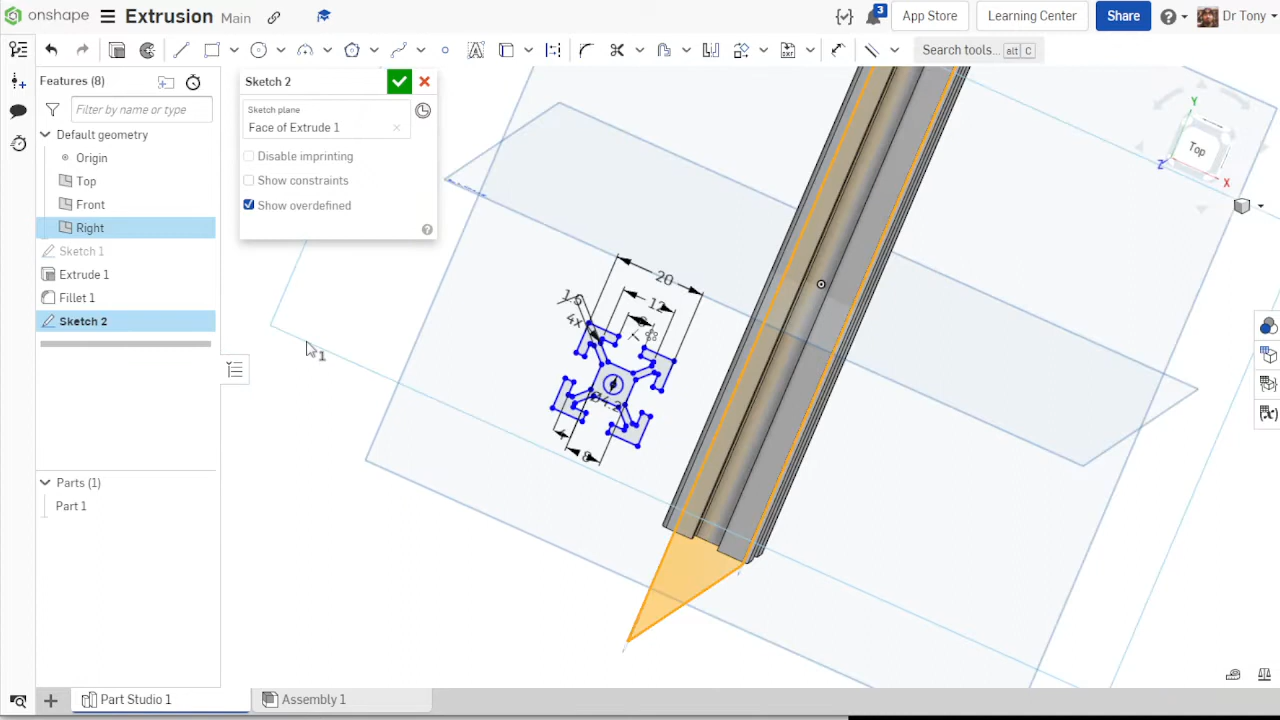 onshape
Extrusion Main
3
App Store
Learning Center
Share
Dr Tony
Search tools... alt C
Features (8)
Filter by name or type
Default geometry
Origin
Top
Front
Right
Sketch 1
Extrude 1
Fillet 1
Sketch 2
Parts (1)
Part 1
Sketch 2
Sketch plane
Face of Extrude 1
Disable imprinting
Show constraints
Show overdefined
20
12
4x
8
1
Y
Top
Z
X
Part Studio 1
Assembly 1